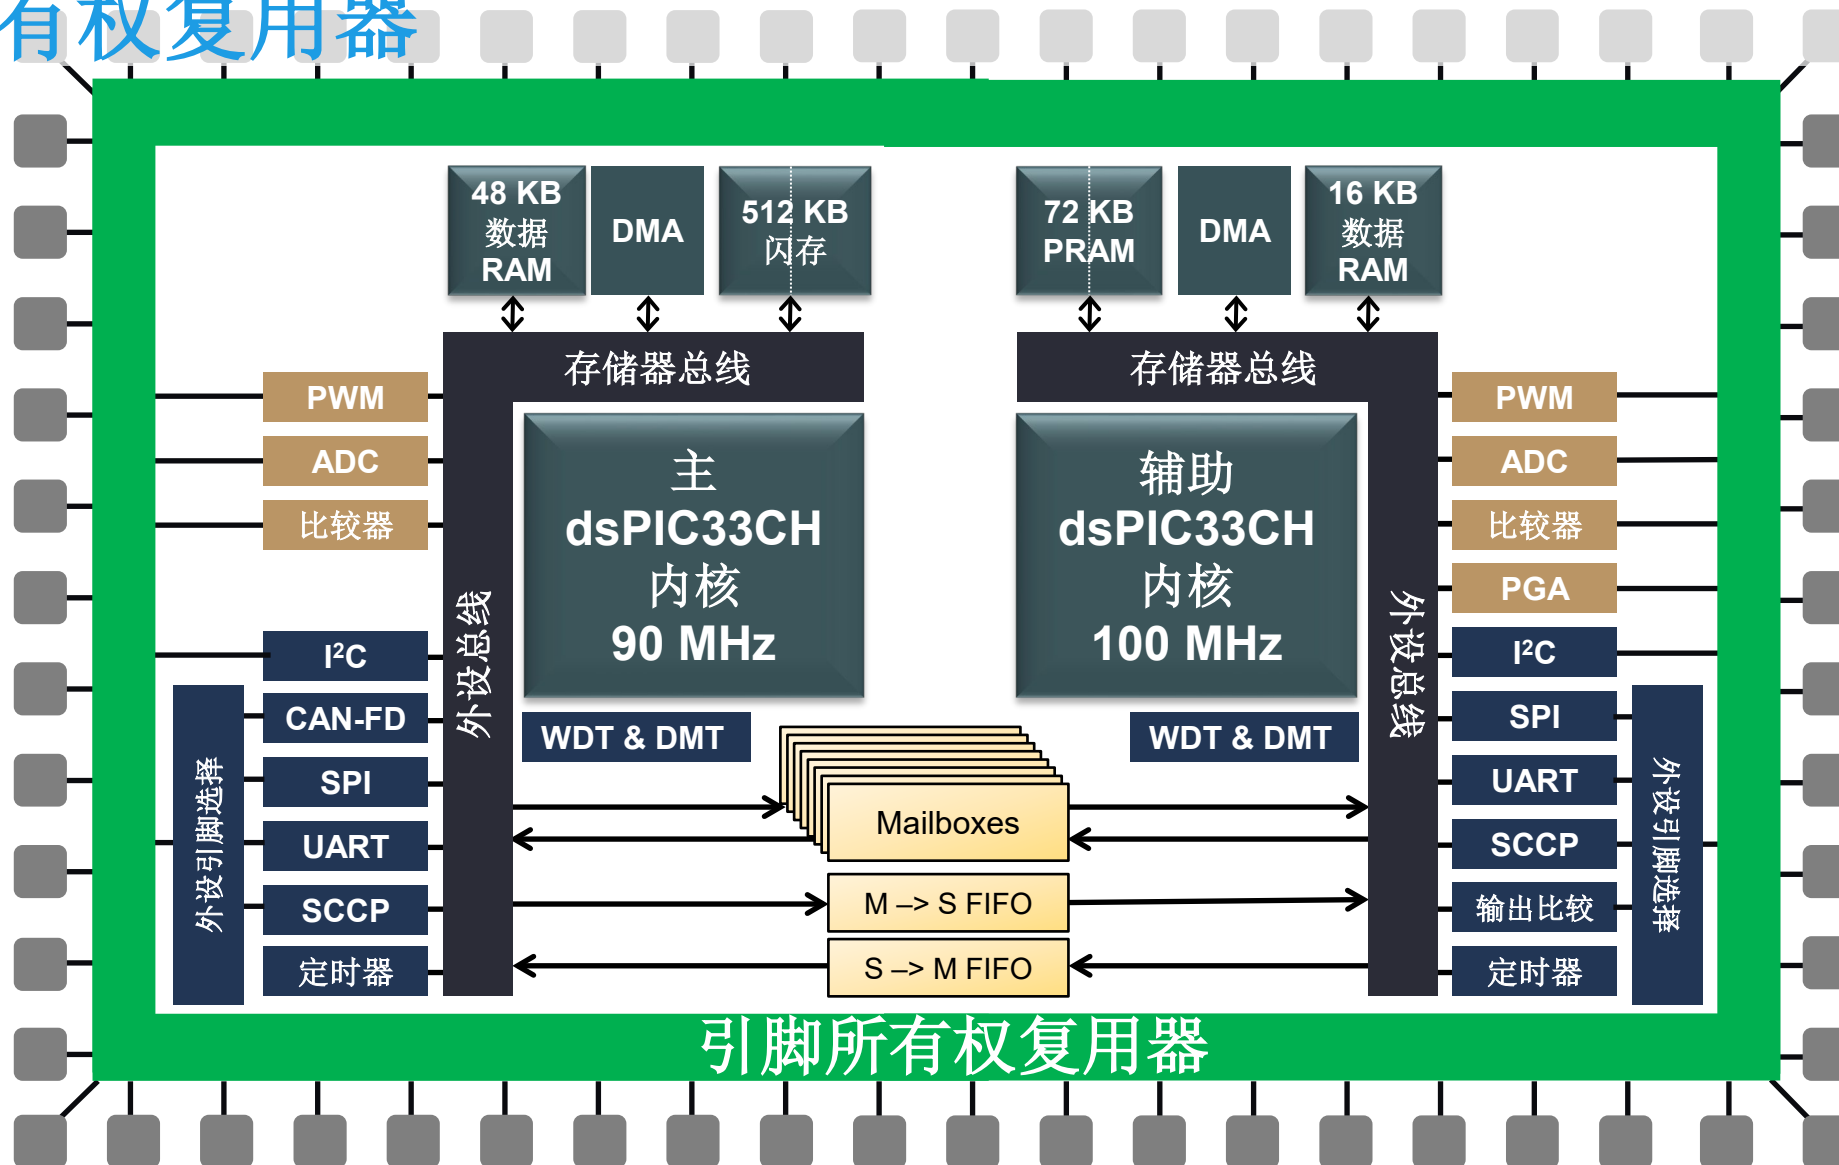 有权复用器
48 KB
数据
RAM
DMA
512 KB
闪存
72 KB
PRAM
DMA
16 KB
数据
RAM
存储器总线
存储器总线
PWM
ADC
比较器
I²C
CAN-FD
SPI
UART
SCCP
定时器
外设引脚选择
外设总线
主
dsPIC33CH
内核
90 MHz
WDT & DMT
辅助
dsPIC33CH
内核
100 MHz
WDT & DMT
Mailboxes
M –> S FIFO
S –> M FIFO
外设总线
PWM
ADC
比较器
PGA
I²C
SPI
UART
SCCP
输出比较
定时器
外设引脚选择
引脚所有权复用器